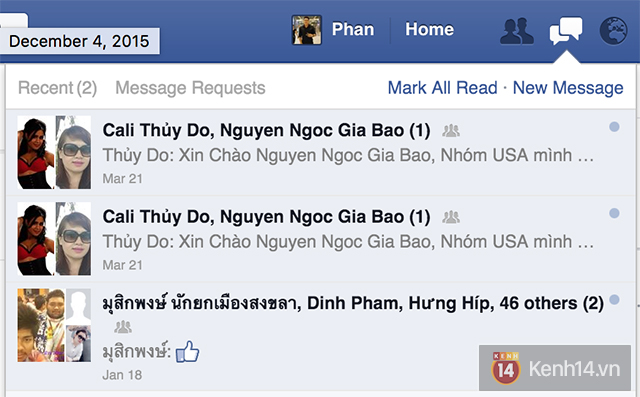 December 4, 2015
Phan
Home
Recent (2)
Message Requests
Mark All Read · New Message
Cali Thủy Do, Nguyen Ngoc Gia Bao (1)
Thủy Do: Xin Chào Nguyen Ngoc Gia Bao, Nhóm USA mình …
Mar 21
Cali Thủy Do, Nguyen Ngoc Gia Bao (1)
Thủy Do: Xin Chào Nguyen Ngoc Gia Bao, Nhóm USA mình …
Mar 21
มุสิกพงษ์ นักยกเมืองสงขลา, Dinh Pham, Hưng Híp, 46 others (2)
มุสิกพงษ์:
Jan 18
KENH
14
Kenh14.vn